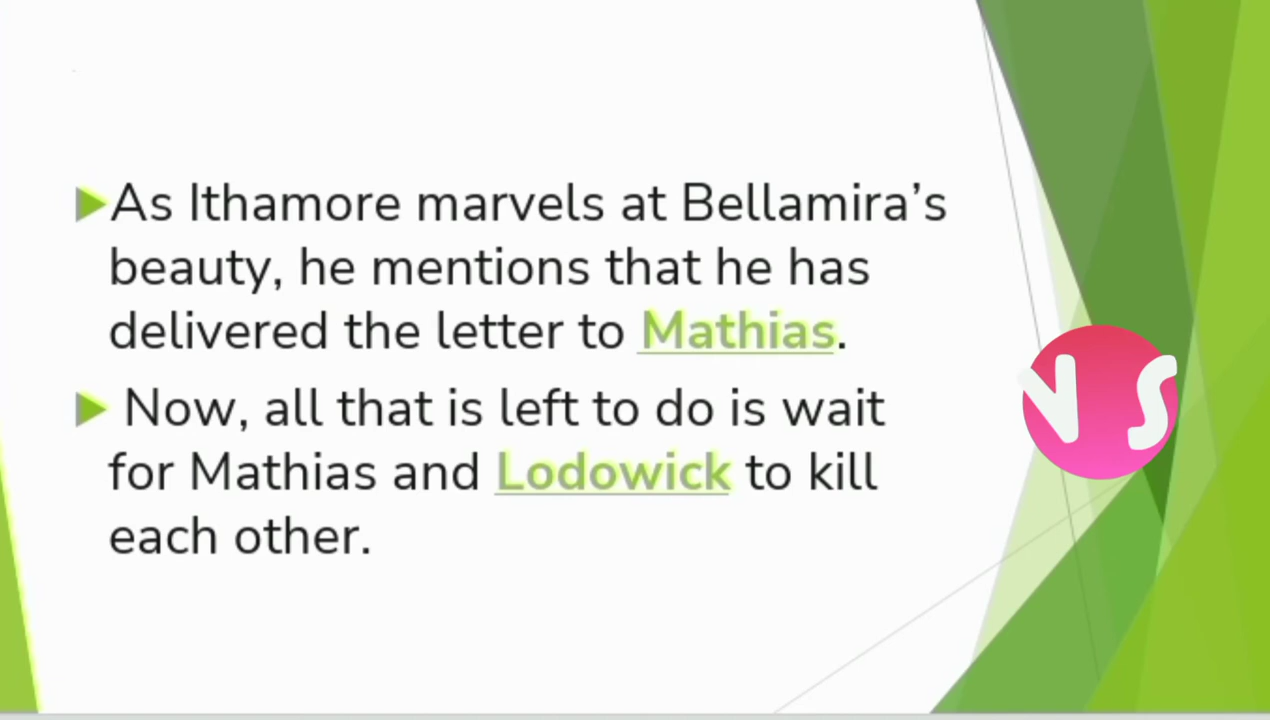 As Ithamore marvels at Bellamira's
beauty, he mentions that he has
delivered the letter to Mathias.
Now, all that is left to do is wait
for Mathias and Lodowick to kill
each other.
VS